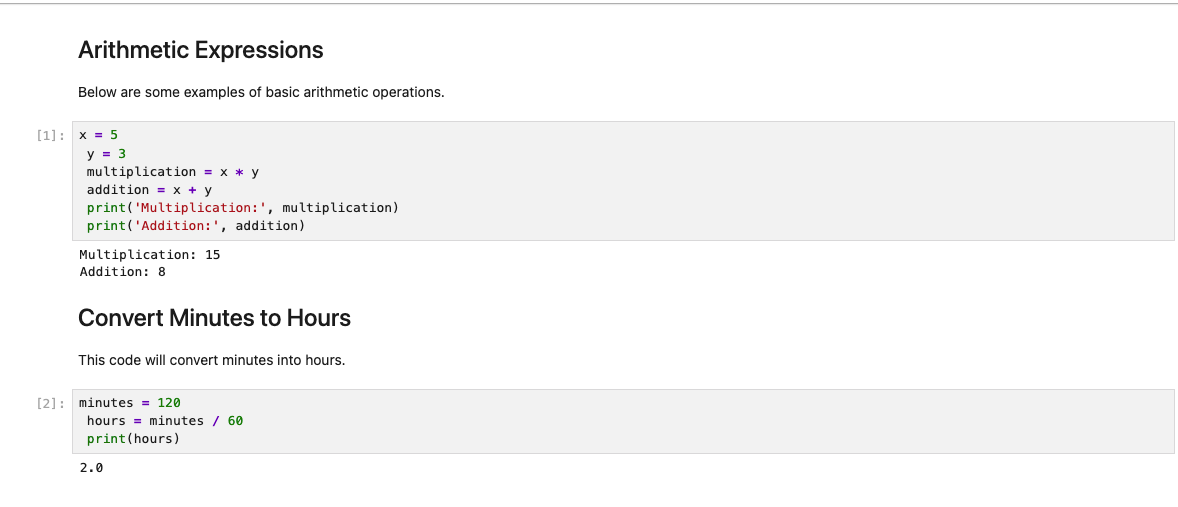 Arithmetic Expressions
Below are some examples of basic arithmetic operations.
[1]: x = 5
 y = 3
 multiplication = x * y
 addition = x + y
 print('Multiplication:', multiplication)
 print('Addition:', addition)
Multiplication: 15
Addition: 8
Convert Minutes to Hours
This code will convert minutes into hours.
[2]: minutes = 120
 hours = minutes / 60
 print(hours)
2.0